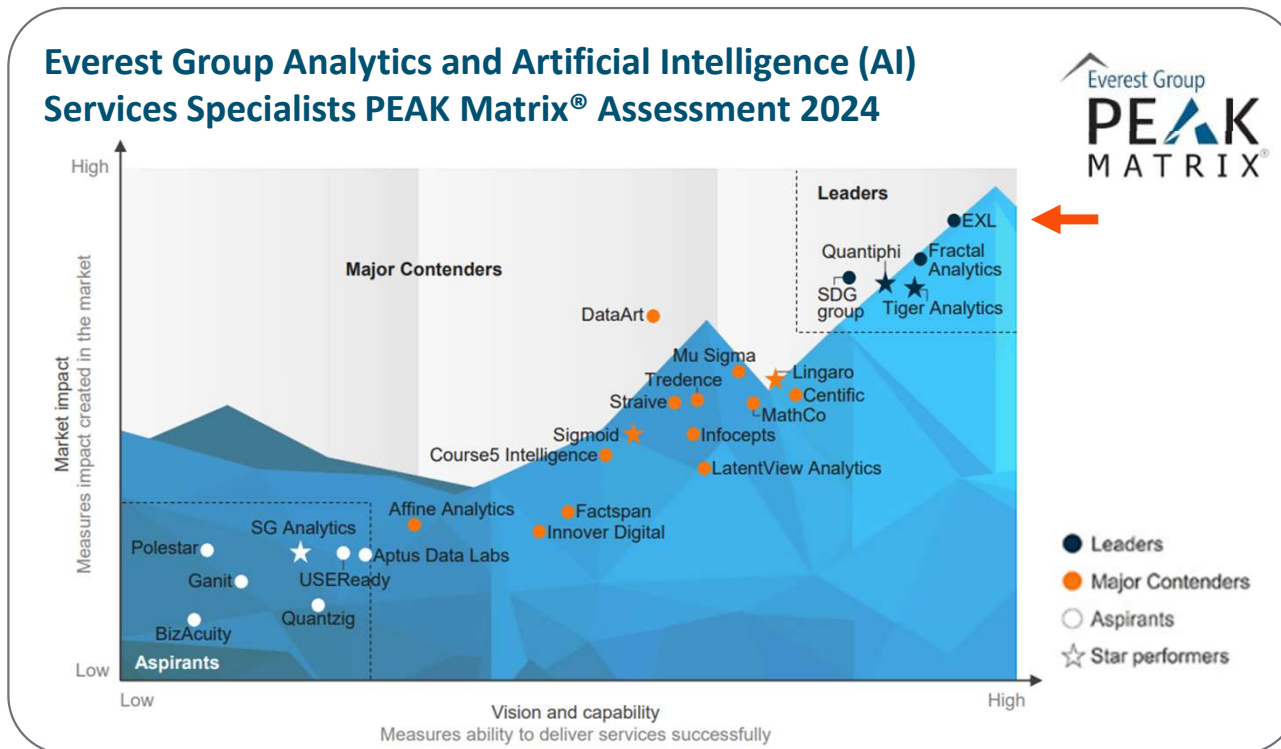 Everest Group Analytics and Artificial Intelligence (AI)
Services Specialists PEAK Matrix® Assessment 2024
Everest Group
PEAK
MATRIX®
High
Leaders
EXL
Quantiphi
Fractal
Analytics
SDG
group
Tiger Analytics
Major Contenders
DataArt
Mu Sigma
Lingaro
Tredence
Centific
Straive
MathCo
Sigmoid
Infocepts
Course5 Intelligence
LatentView Analytics
Market impact
Measures impact created in the market
Affine Analytics
Factspan
Innover Digital
SG Analytics
Polestar
Aptus Data Labs
USEReady
Ganit
Quantzig
BizAcuity
Aspirants
Low
Low
High
Vision and capability
Measures ability to deliver services successfully
Leaders
Major Contenders
Aspirants
Star performers